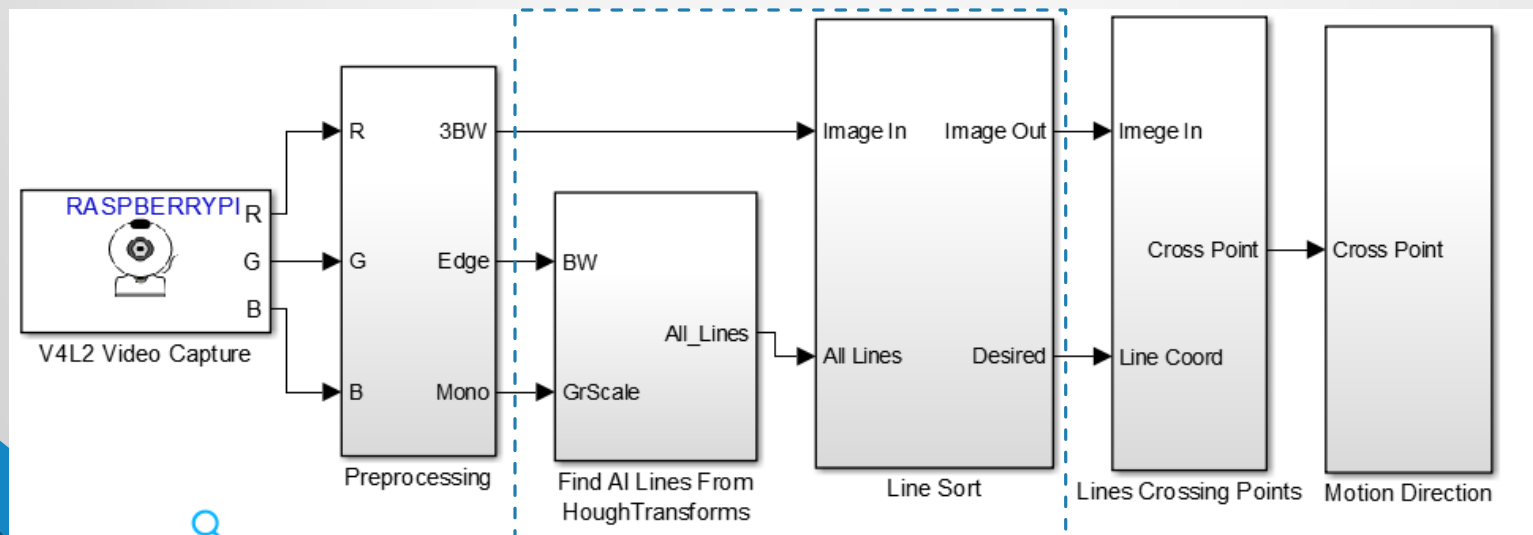 RASPBERRYPI
R
G
B
V4L2 Video Capture
R
G
B
3BW
Edge
Mono
Preprocessing
BW
GrScale
All_Lines
Find Al Lines From
HoughTransforms
Image In
All Lines
Image Out
Desired
Line Sort
Imege In
Line Coord
Cross Point
Lines Crossing Points
Cross Point
Motion Direction